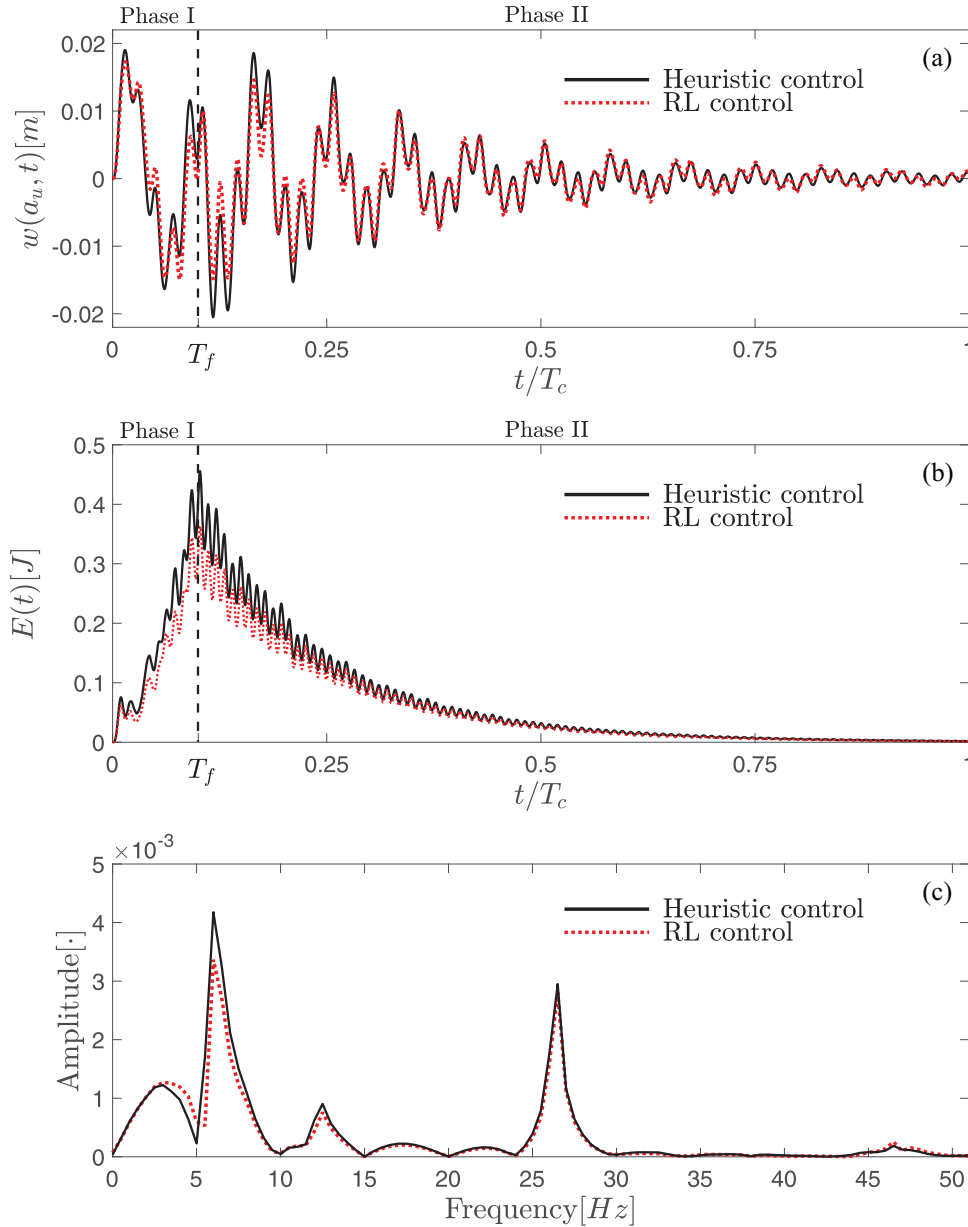 Phase I
Phase II
(a)
Heuristic control
RL control
w(a_u, t)[m]
0.02
0.01
0
-0.01
-0.02
0
T_f
0.25
0.5
0.75
1
t/T_c
Phase I
Phase II
(b)
Heuristic control
RL control
E(t)[J]
0.5
0.4
0.3
0.2
0.1
0
0
T_f
0.25
0.5
0.75
1
t/T_c
×10^-3
(c)
Heuristic control
RL control
Amplitude[·]
5
4
3
2
1
0
0
5
10
15
20
25
30
35
40
45
50
Frequency[Hz]